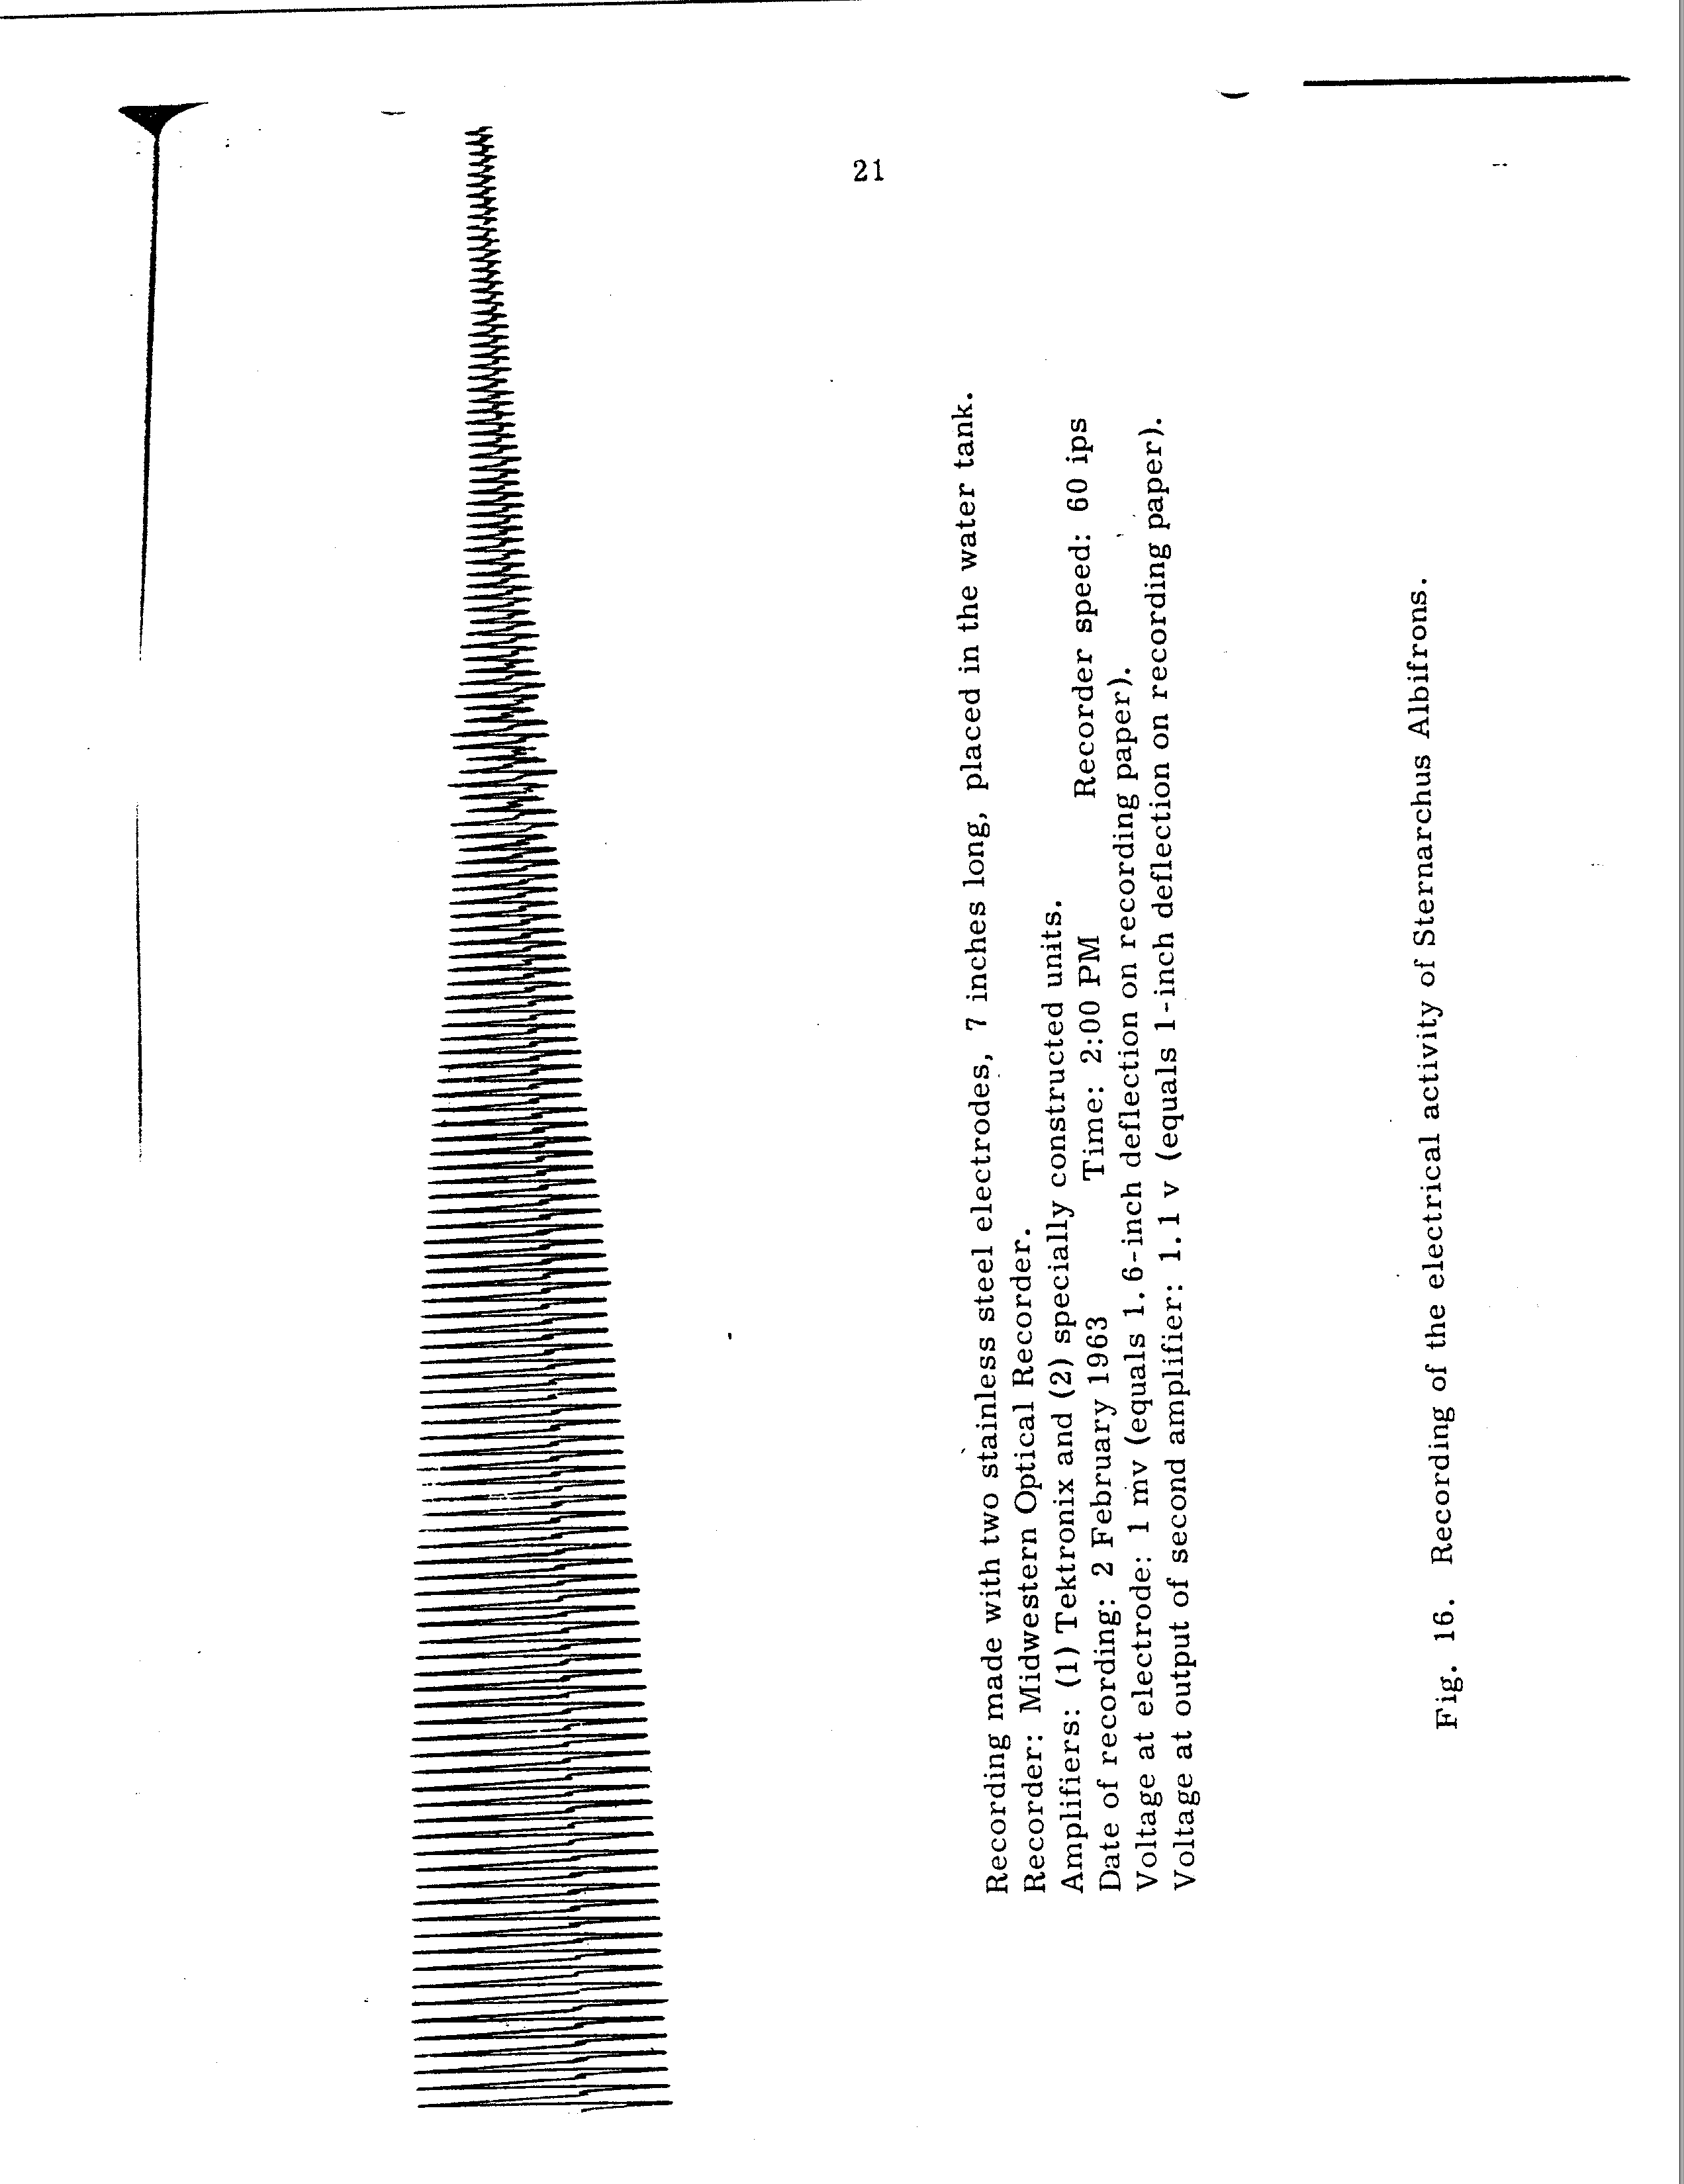 21
Recording made with two stainless steel electrodes, 7 inches long, placed in the water tank.
Recorder: Midwestern Optical Recorder.
Amplifiers: (1) Tektronix and (2) specially constructed units.
Date of recording: 2 February 1963 Time: 2:00 PM Recorder speed: 60 ips
Voltage at electrode: 1 mv (equals 1.6-inch deflection on recording paper).
Voltage at output of second amplifier: 1.1 v (equals 1-inch deflection on recording paper).
Fig. 16. Recording of the electrical activity of Sternarchus Albifrons.